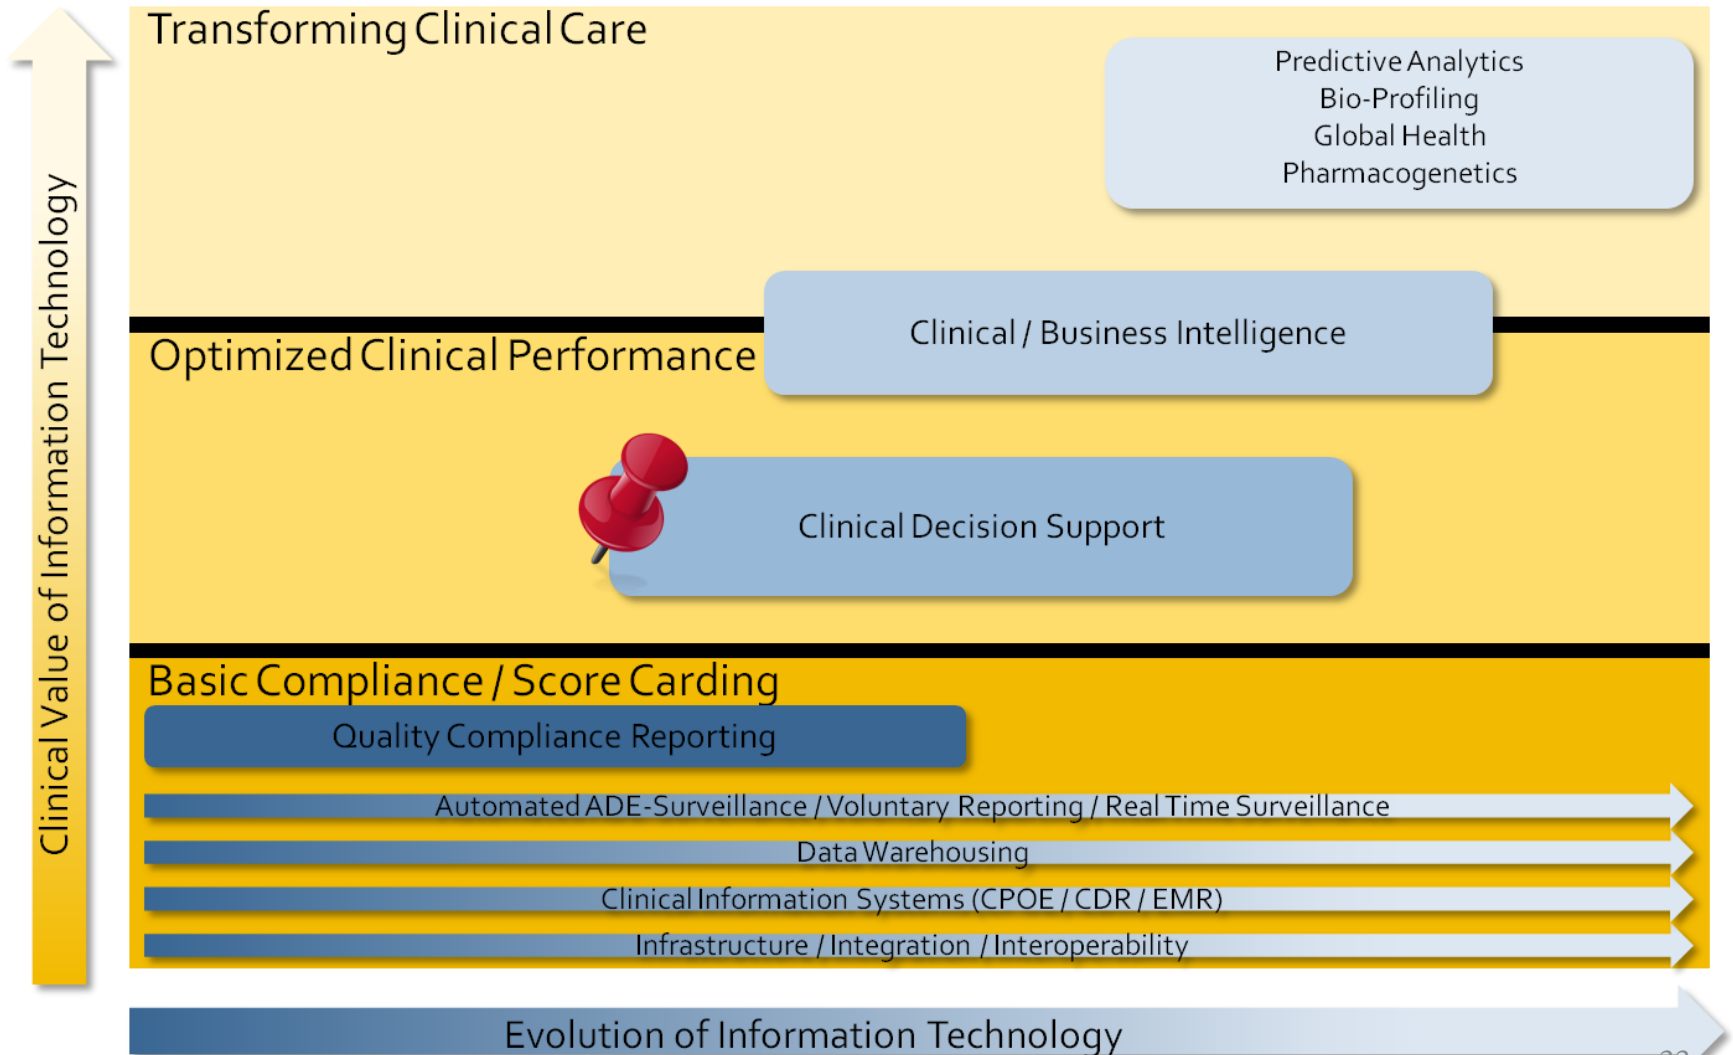 Transforming Clinical Care
Predictive Analytics
Bio-Profiling
Global Health
Pharmacogenetics
Clinical / Business Intelligence
Optimized Clinical Performance
Clinical Decision Support
Basic Compliance / Score Carding
Quality Compliance Reporting
Automated ADE-Surveillance / Voluntary Reporting / Real Time Surveillance
Data Warehousing
Clinical Information Systems (CPOE / CDR / EMR)
Infrastructure / Integration / Interoperability
Clinical Value of Information Technology
Evolution of Information Technology